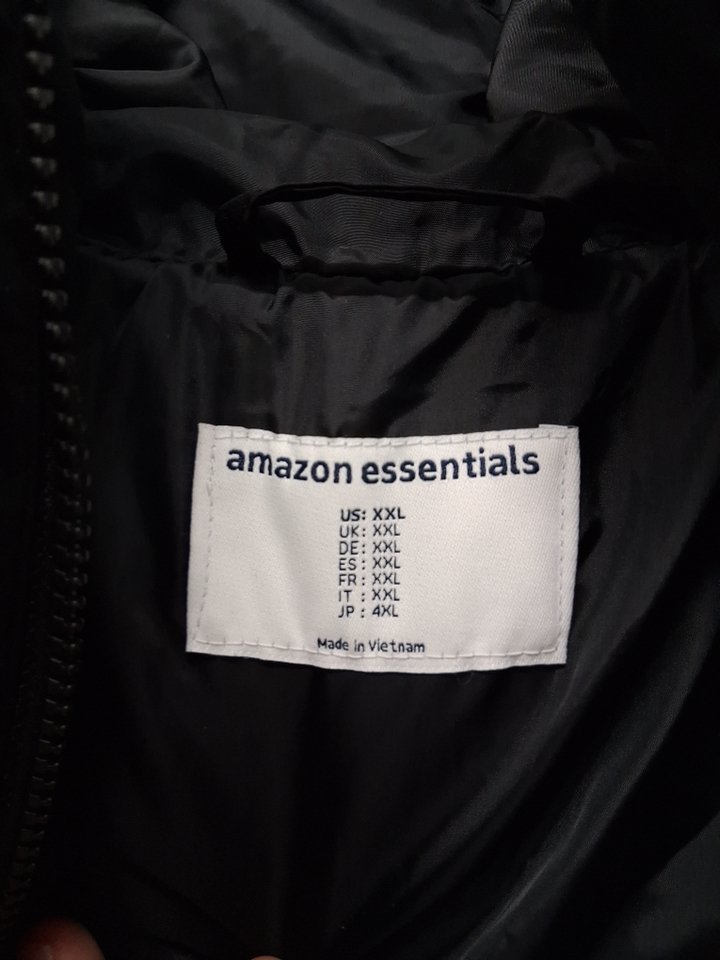 amazon essentials
US: XXL
UK: XXL
DE: XXL
ES: XXL
FR: XXL
IT : XXL
JP : 4XL
Made in Vietnam